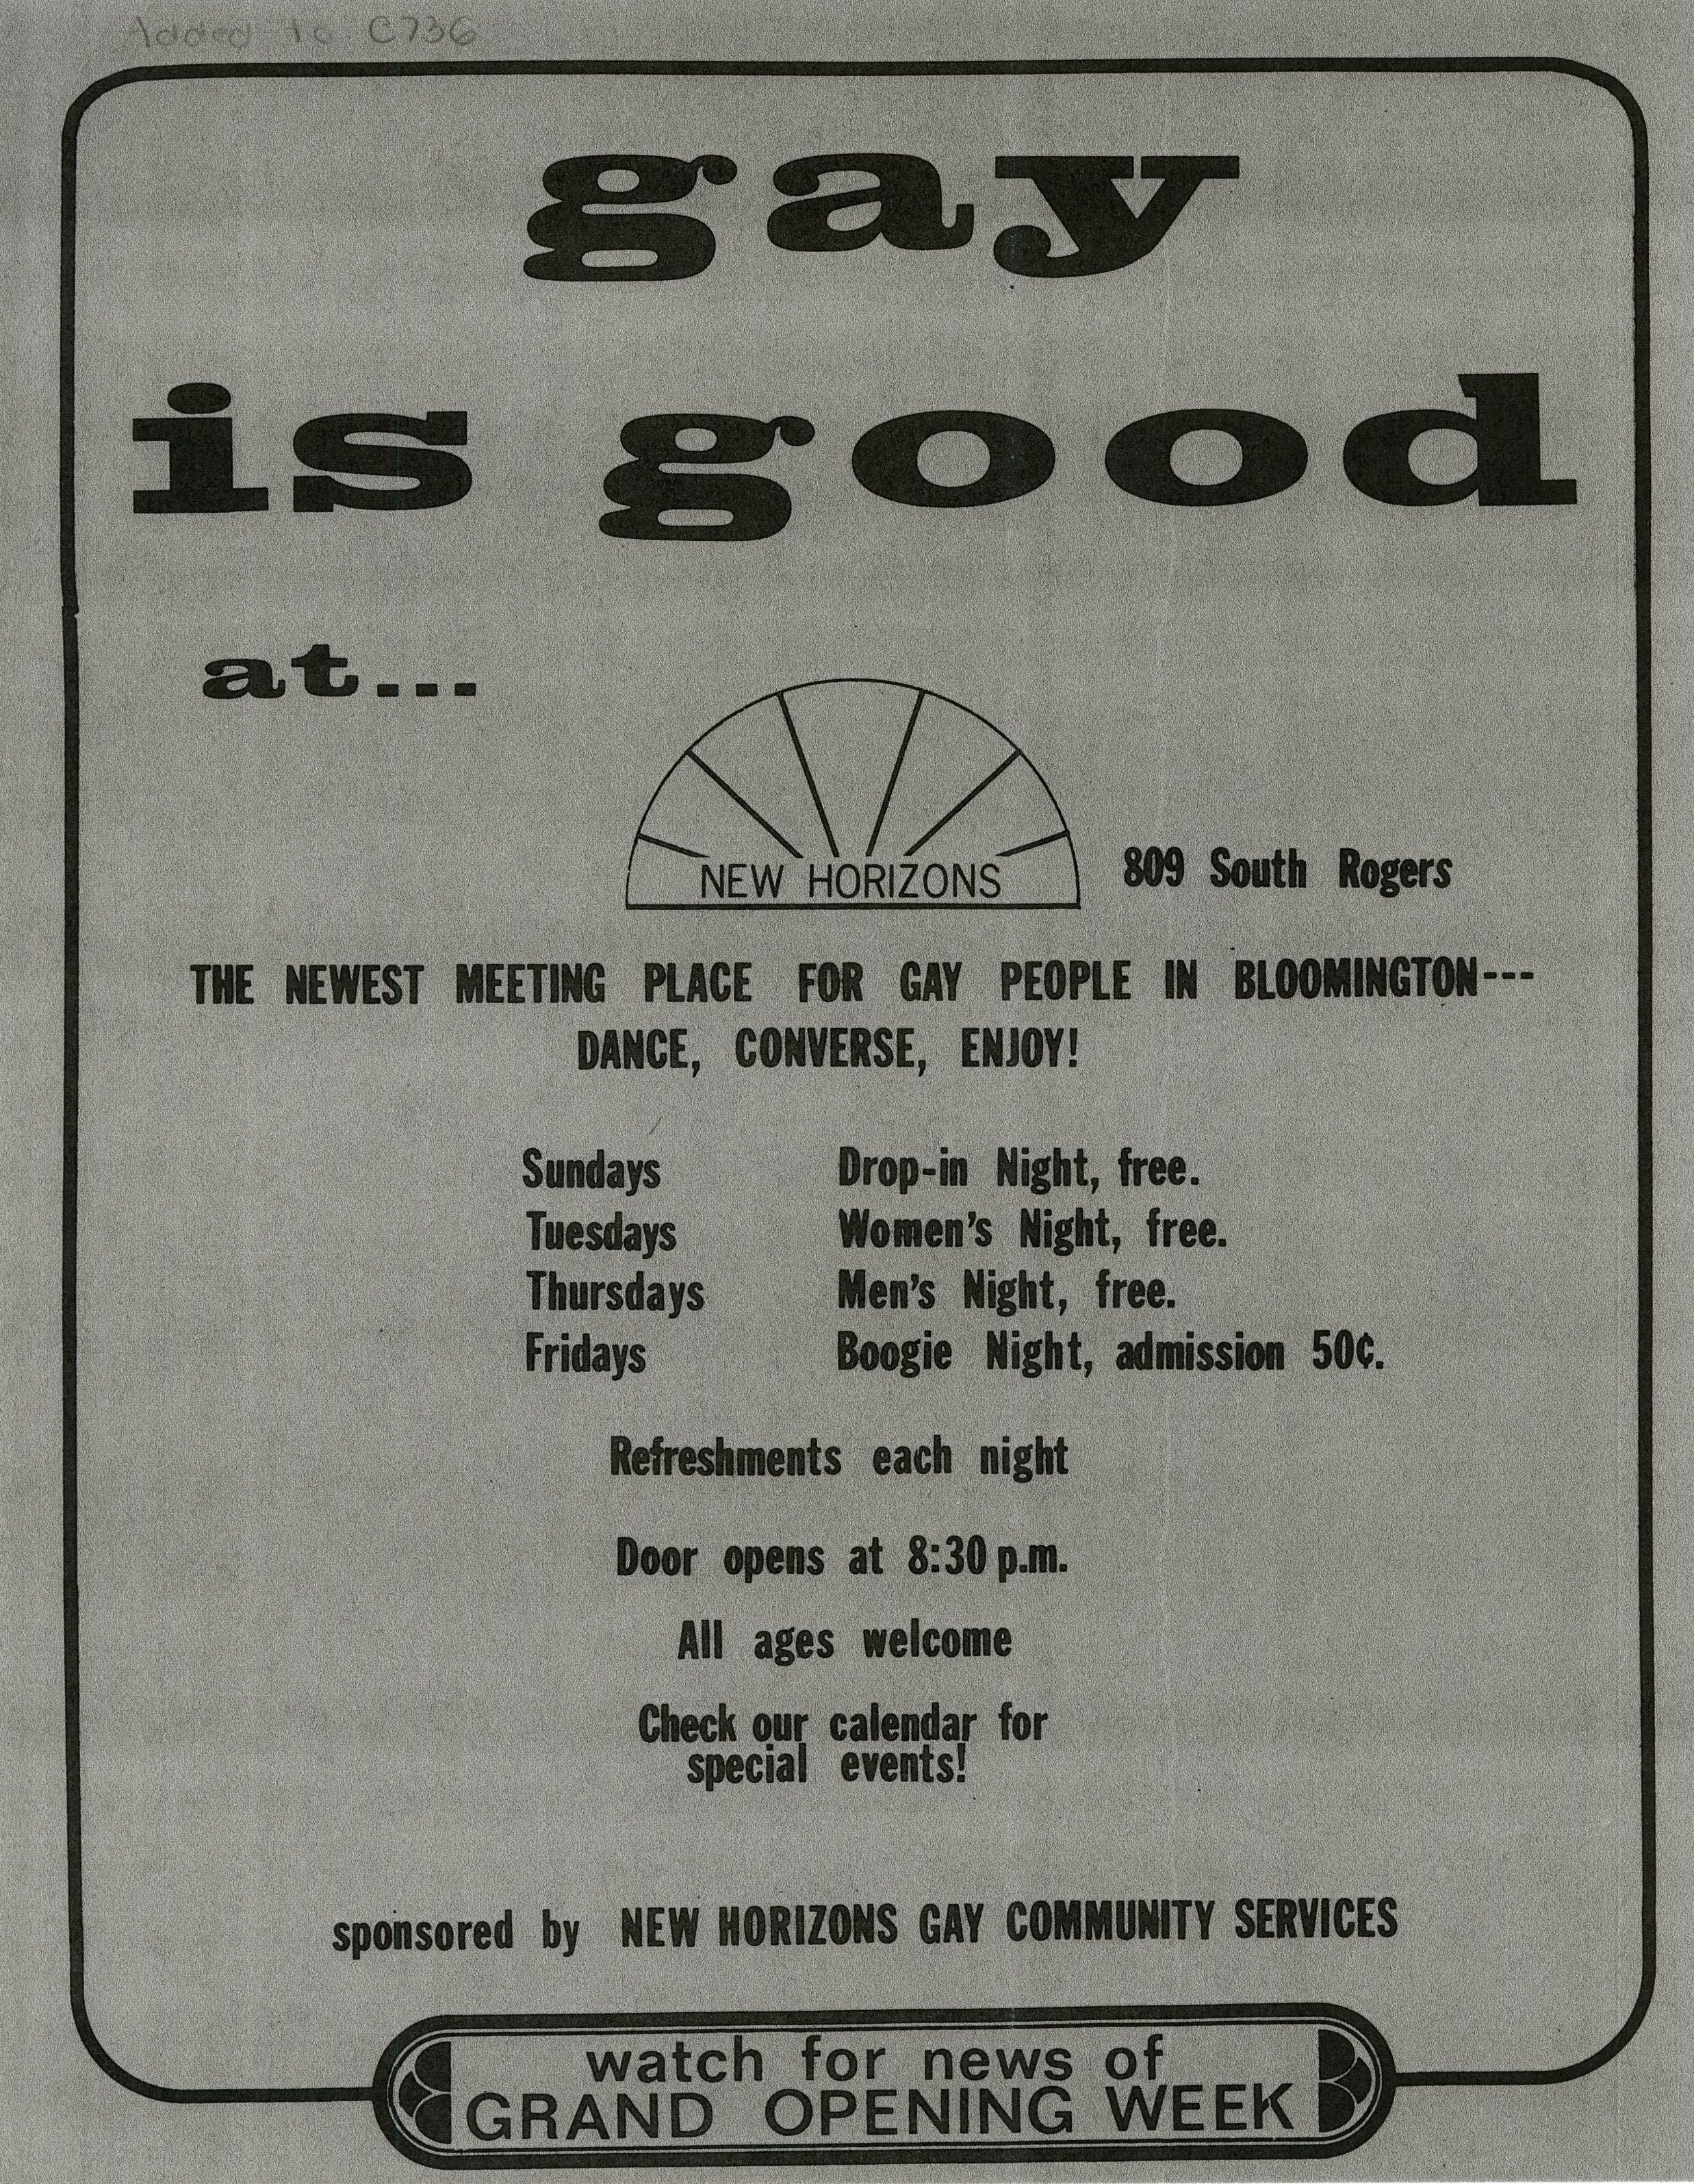 Added to C736
gay
is good
at...
NEW HORIZONS
809 South Rogers
THE NEWEST MEETING PLACE FOR GAY PEOPLE IN BLOOMINGTON---
DANCE, CONVERSE, ENJOY!
Sundays Drop-in Night, free.
Tuesdays Women's Night, free.
Thursdays Men's Night, free.
Fridays Boogie Night, admission 50¢.
Refreshments each night
Door opens at 8:30 p.m.
All ages welcome
Check our calendar for
special events!
sponsored by NEW HORIZONS GAY COMMUNITY SERVICES
watch for news of
GRAND OPENING WEEK